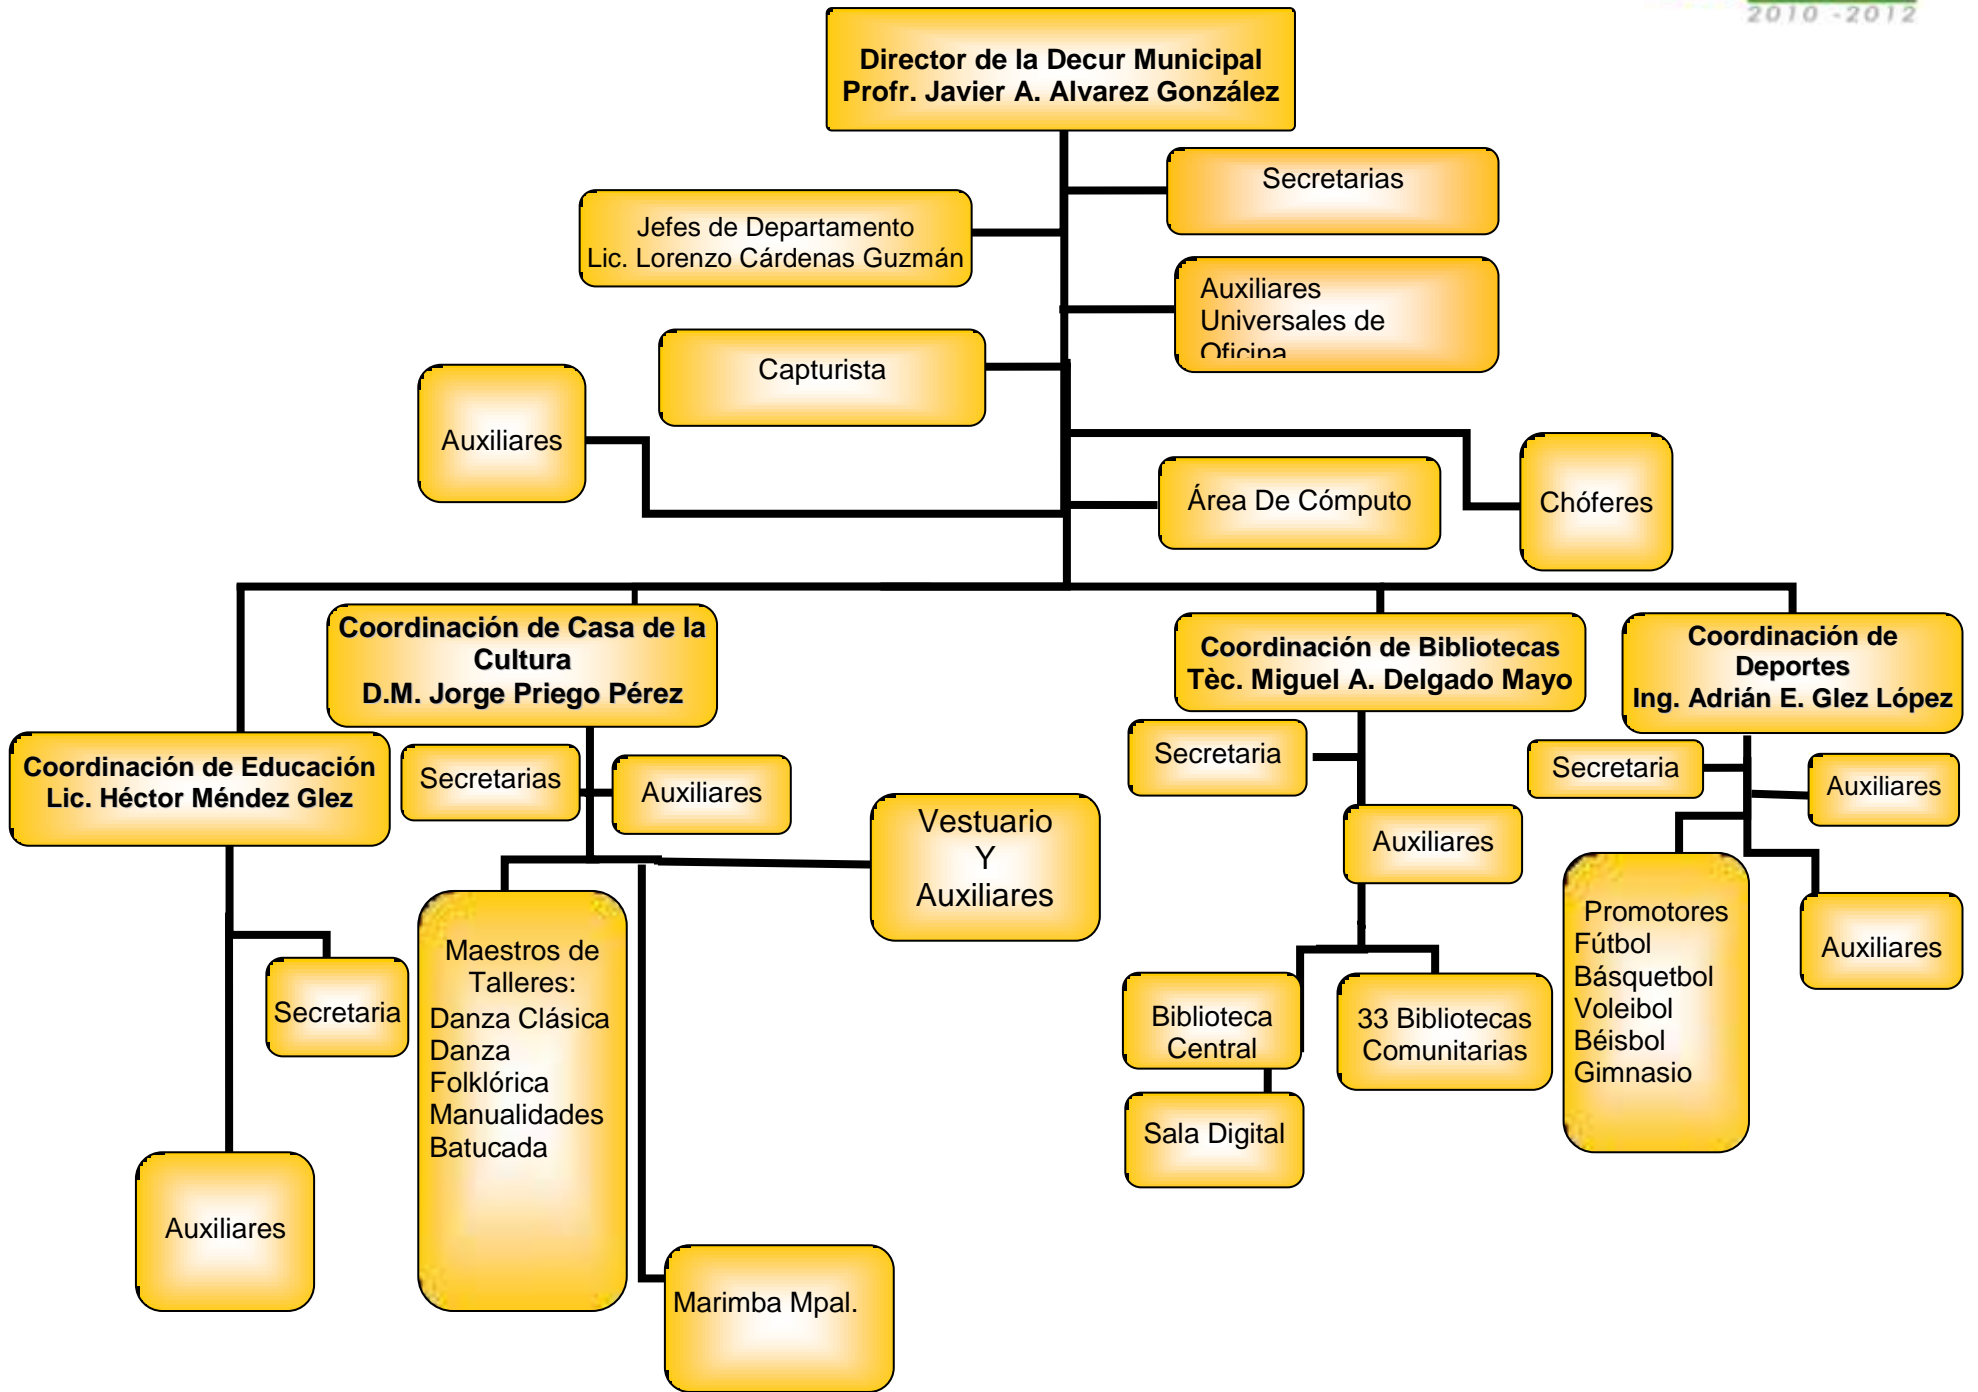 2010 -2012
Director de la Decur Municipal
Profr. Javier A. Alvarez González
Secretarias
Jefes de Departamento
Lic. Lorenzo Cárdenas Guzmán
Auxiliares
Universales de
Oficina
Capturista
Auxiliares
Área De Cómputo
Chóferes
Coordinación de Casa de la
Cultura
D.M. Jorge Priego Pérez
Coordinación de Bibliotecas
Tèc. Miguel A. Delgado Mayo
Coordinación de
Deportes
Ing. Adrián E. Glez López
Coordinación de Educación
Lic. Héctor Méndez Glez
Secretarias
Auxiliares
Secretaria
Secretaria
Auxiliares
Vestuario
Y
Auxiliares
Auxiliares
Maestros de
Talleres:
Danza Clásica
Danza
Folklórica
Manualidades
Batucada
Secretaria
Biblioteca
Central
33 Bibliotecas
Comunitarias
Promotores
Fútbol
Básquetbol
Voleibol
Béisbol
Gimnasio
Auxiliares
Sala Digital
Auxiliares
Marimba Mpal.